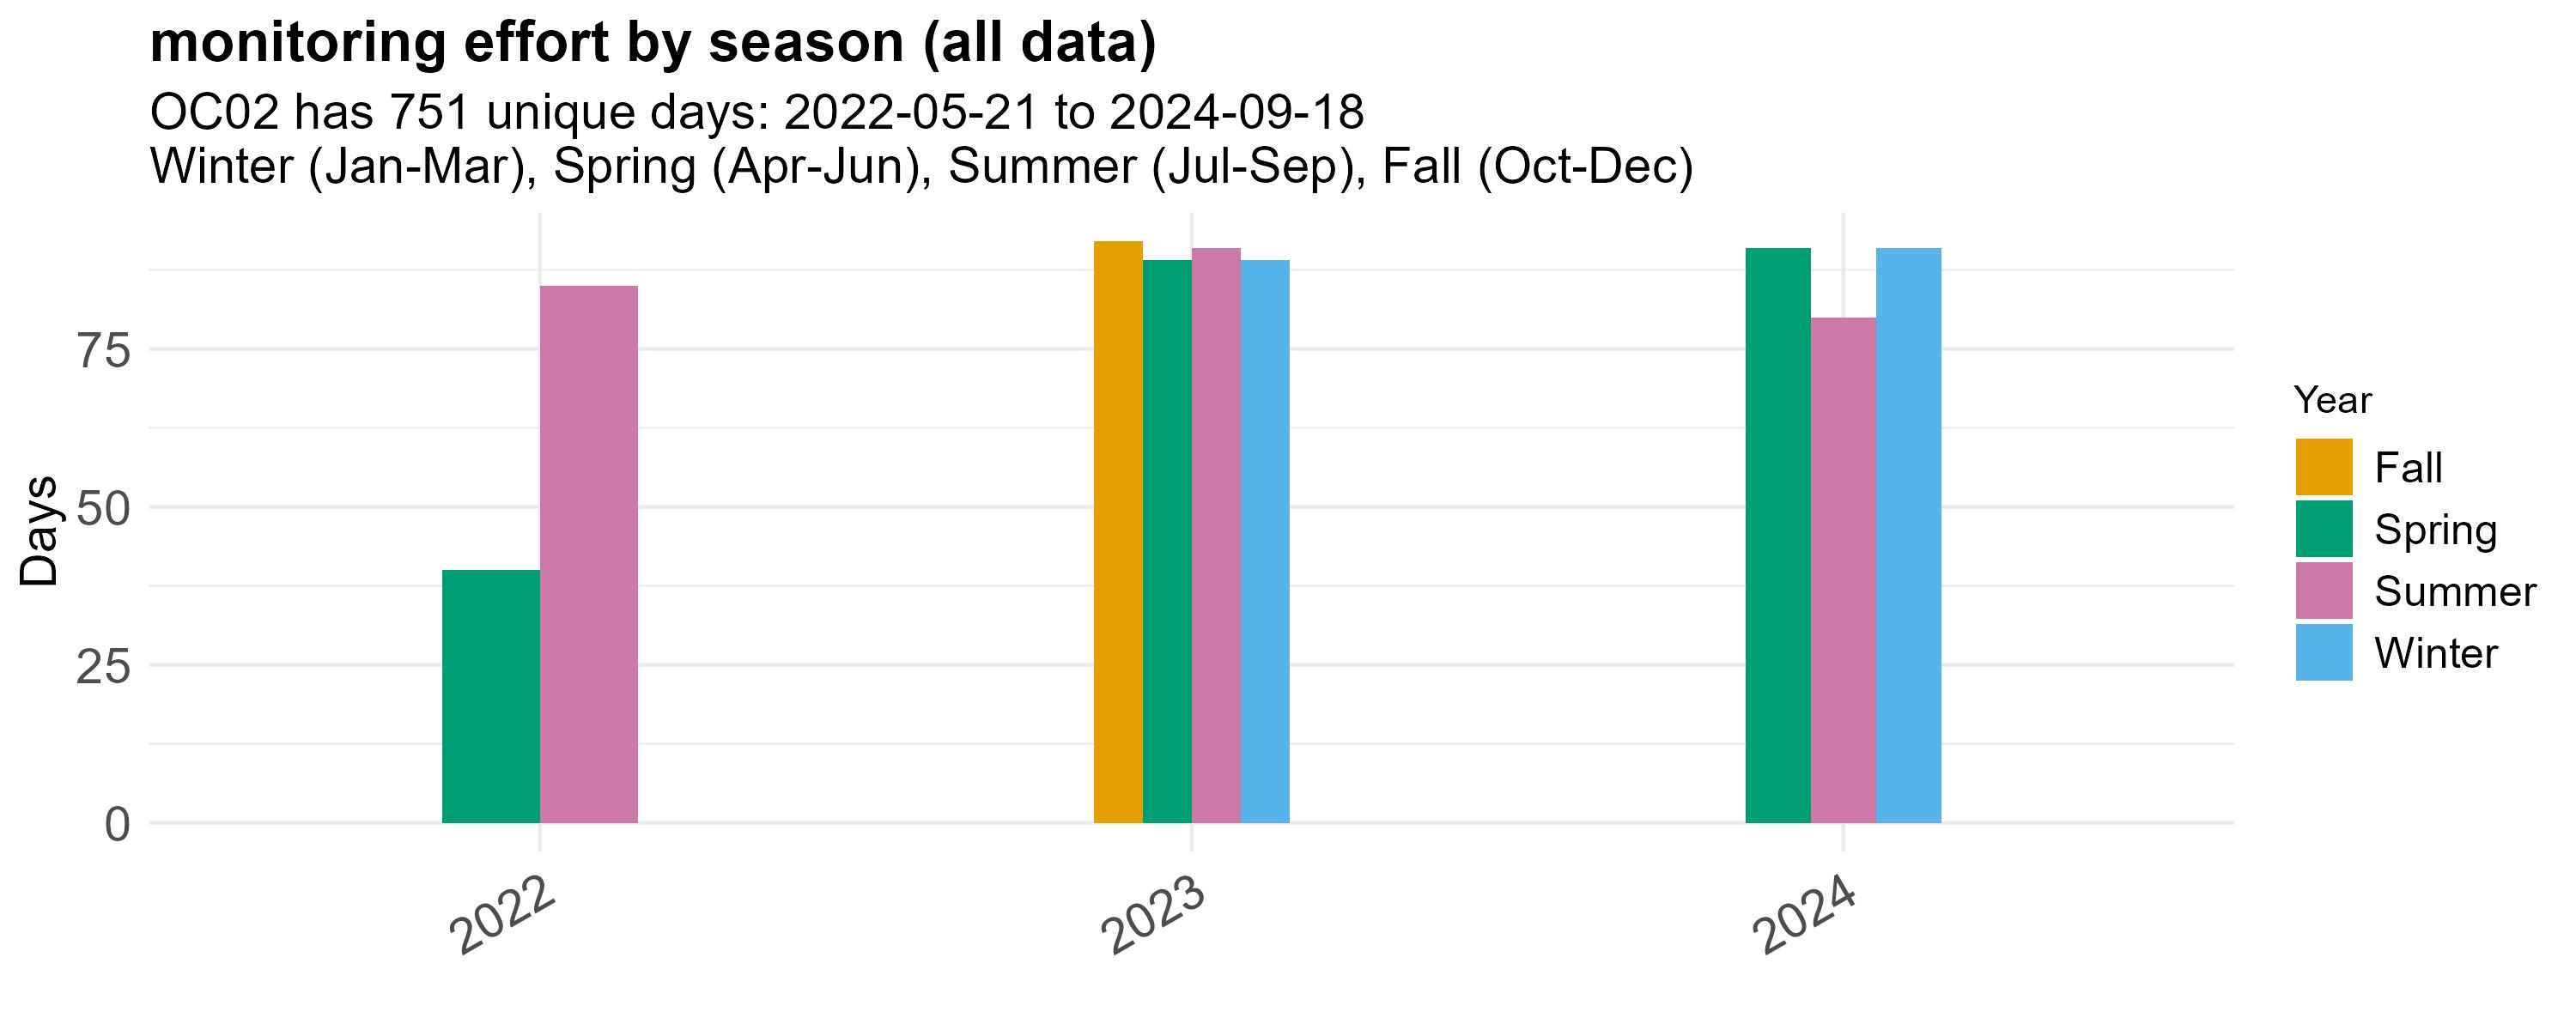 monitoring effort by season (all data)
OC02 has 751 unique days: 2022-05-21 to 2024-09-18
Winter (Jan-Mar), Spring (Apr-Jun), Summer (Jul-Sep), Fall (Oct-Dec)
Days
75
50
25
0
2022
2023
2024
Year
Fall
Spring
Summer
Winter